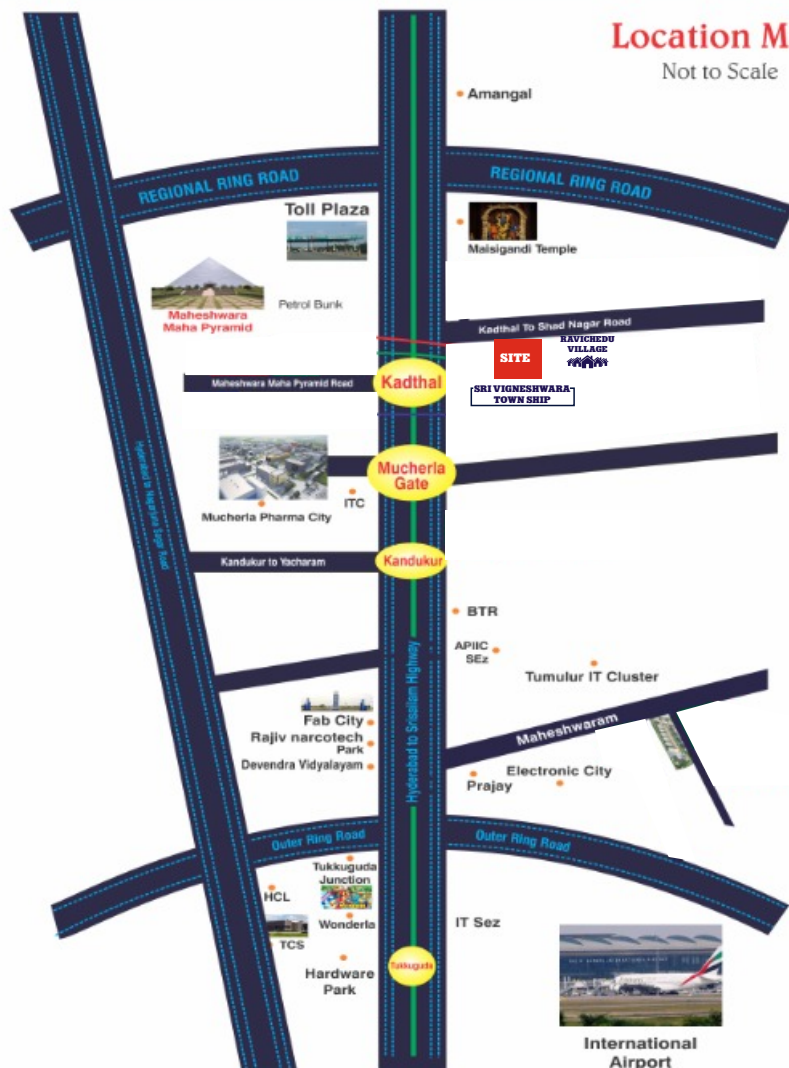 Location M
Not to Scale
Amangal
REGIONAL RING ROAD
REGIONAL RING ROAD
Toll Plaza
Maisigandi Temple
Maheshwara
Maha Pyramid
Petrol Bunk
Kadthal To Shad Nagar Road
SITE
RAVICHEDU
VILLAGE
Maheshwara Maha Pyramid Road
Kadthal
SRI VIGNESHWARA
TOWN SHIP
Mucherla
Gate
ITC
Mucherla Pharma City
Hyderabad to Nagarjuna Sagar Road
Kandukur to Yacharam
Kandukur
BTR
APIIC
SEz
Tumulur IT Cluster
Hyderabad to Srisailam Highway
Fab City
Rajiv narcotech
Park
Devendra Vidyalayam
Maheshwaram
Prajay
Electronic City
Outer Ring Road
Outer Ring Road
Tukkuguda
Junction
HCL
Wonderla
TCS
IT Sez
Hardware
Park
Tukkuguda
International
Airport